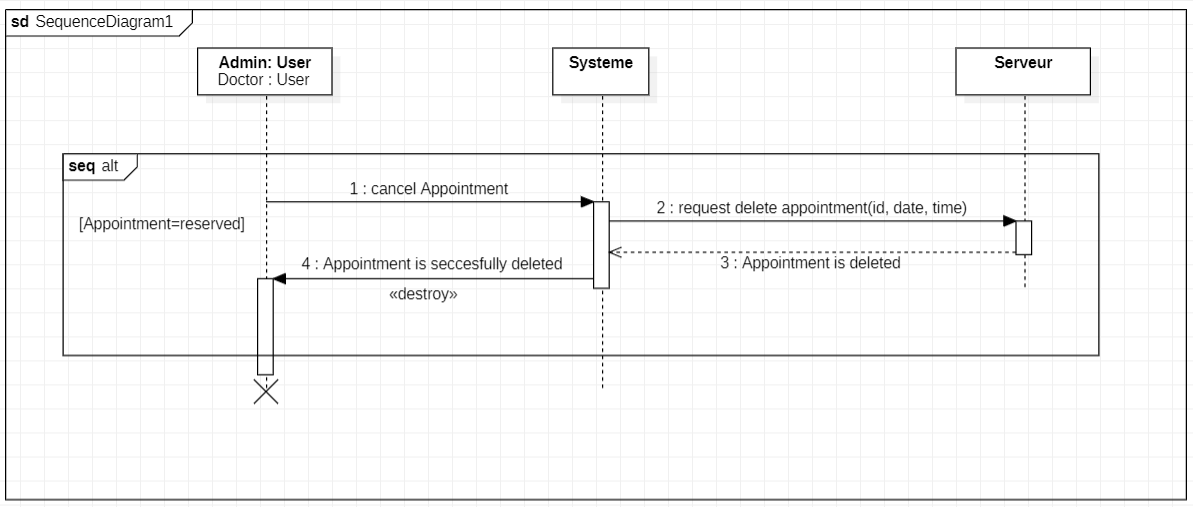 sd SequenceDiagram1
Admin: User
Doctor : User
Systeme
Serveur
seq alt
1 : cancel Appointment
[Appointment=reserved]
2 : request delete appointment(id, date, time)
3 : Appointment is deleted
4 : Appointment is seccesfully deleted
«destroy»